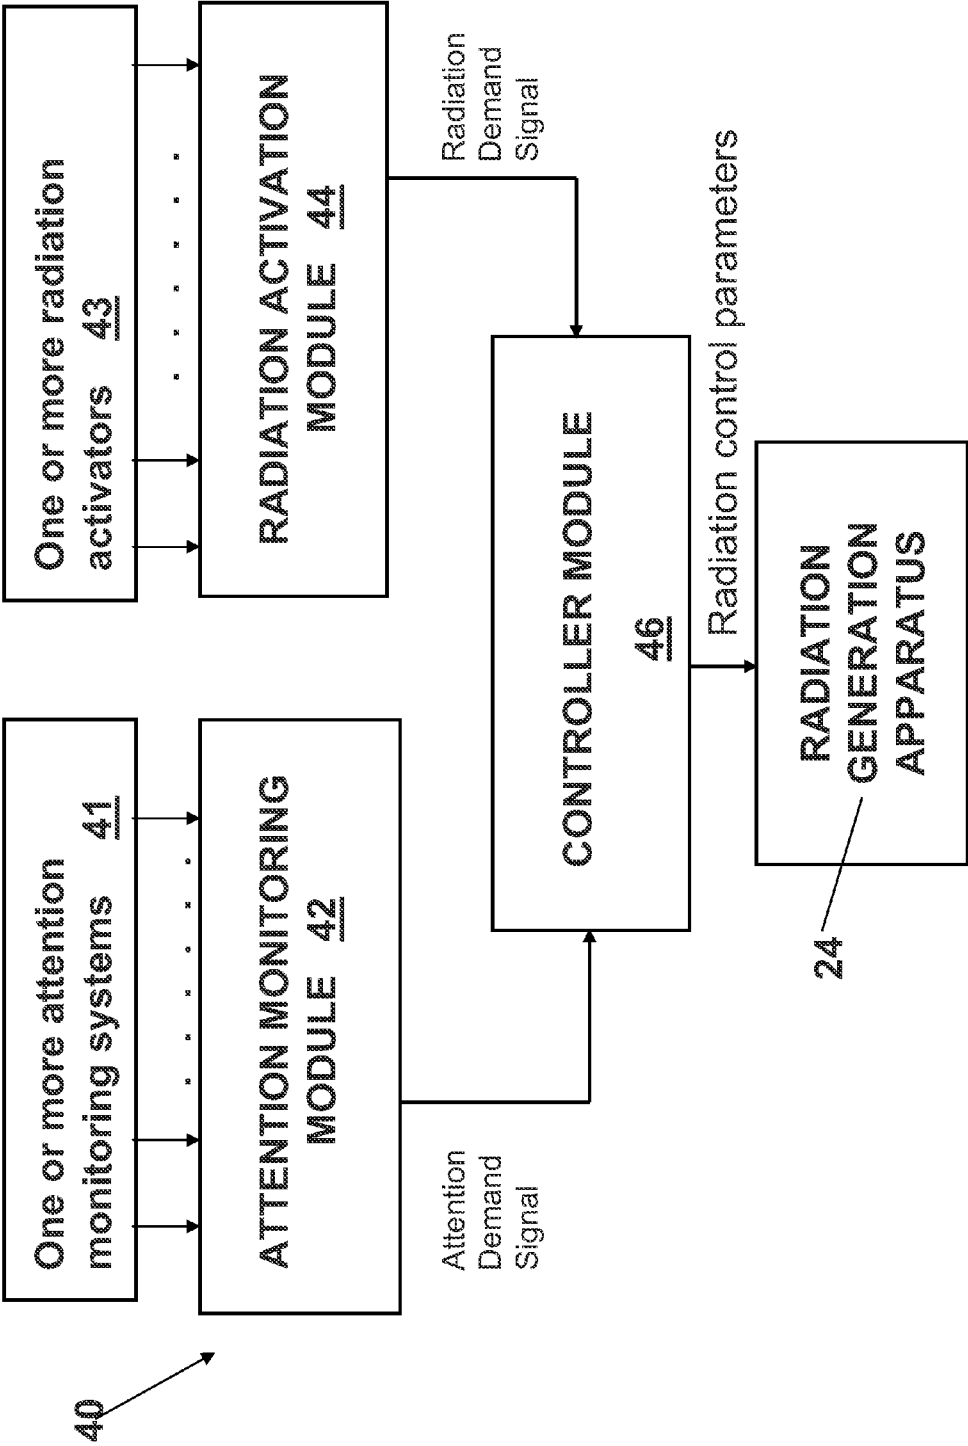 40
One or more attention
monitoring systems 41
ATTENTION MONITORING
MODULE 42
One or more radiation
activators 43
RADIATION ACTIVATION
MODULE 44
Attention
Demand
Signal
Radiation
Demand
Signal
CONTROLLER MODULE
46
Radiation control parameters
RADIATION
GENERATION
APPARATUS
24